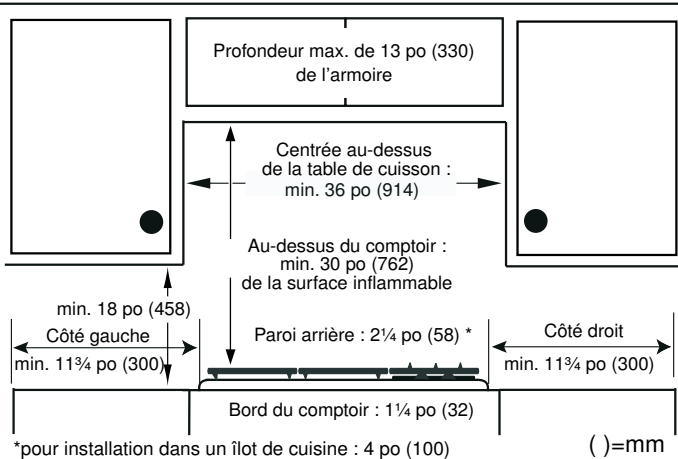 Profondeur max. de 13 po (330)
de l’armoire
Centrée au-dessus
de la table de cuisson :
min. 36 po (914)
Au-dessus du comptoir :
min. 30 po (762)
de la surface inflammable
min. 18 po (458)
Côté gauche
min. 11¾ po (300)
Paroi arrière : 2¼ po (58) *
Côté droit
min. 11¾ po (300)
Bord du comptoir : 1¼ po (32)
*pour installation dans un îlot de cuisine : 4 po (100)
( )=mm